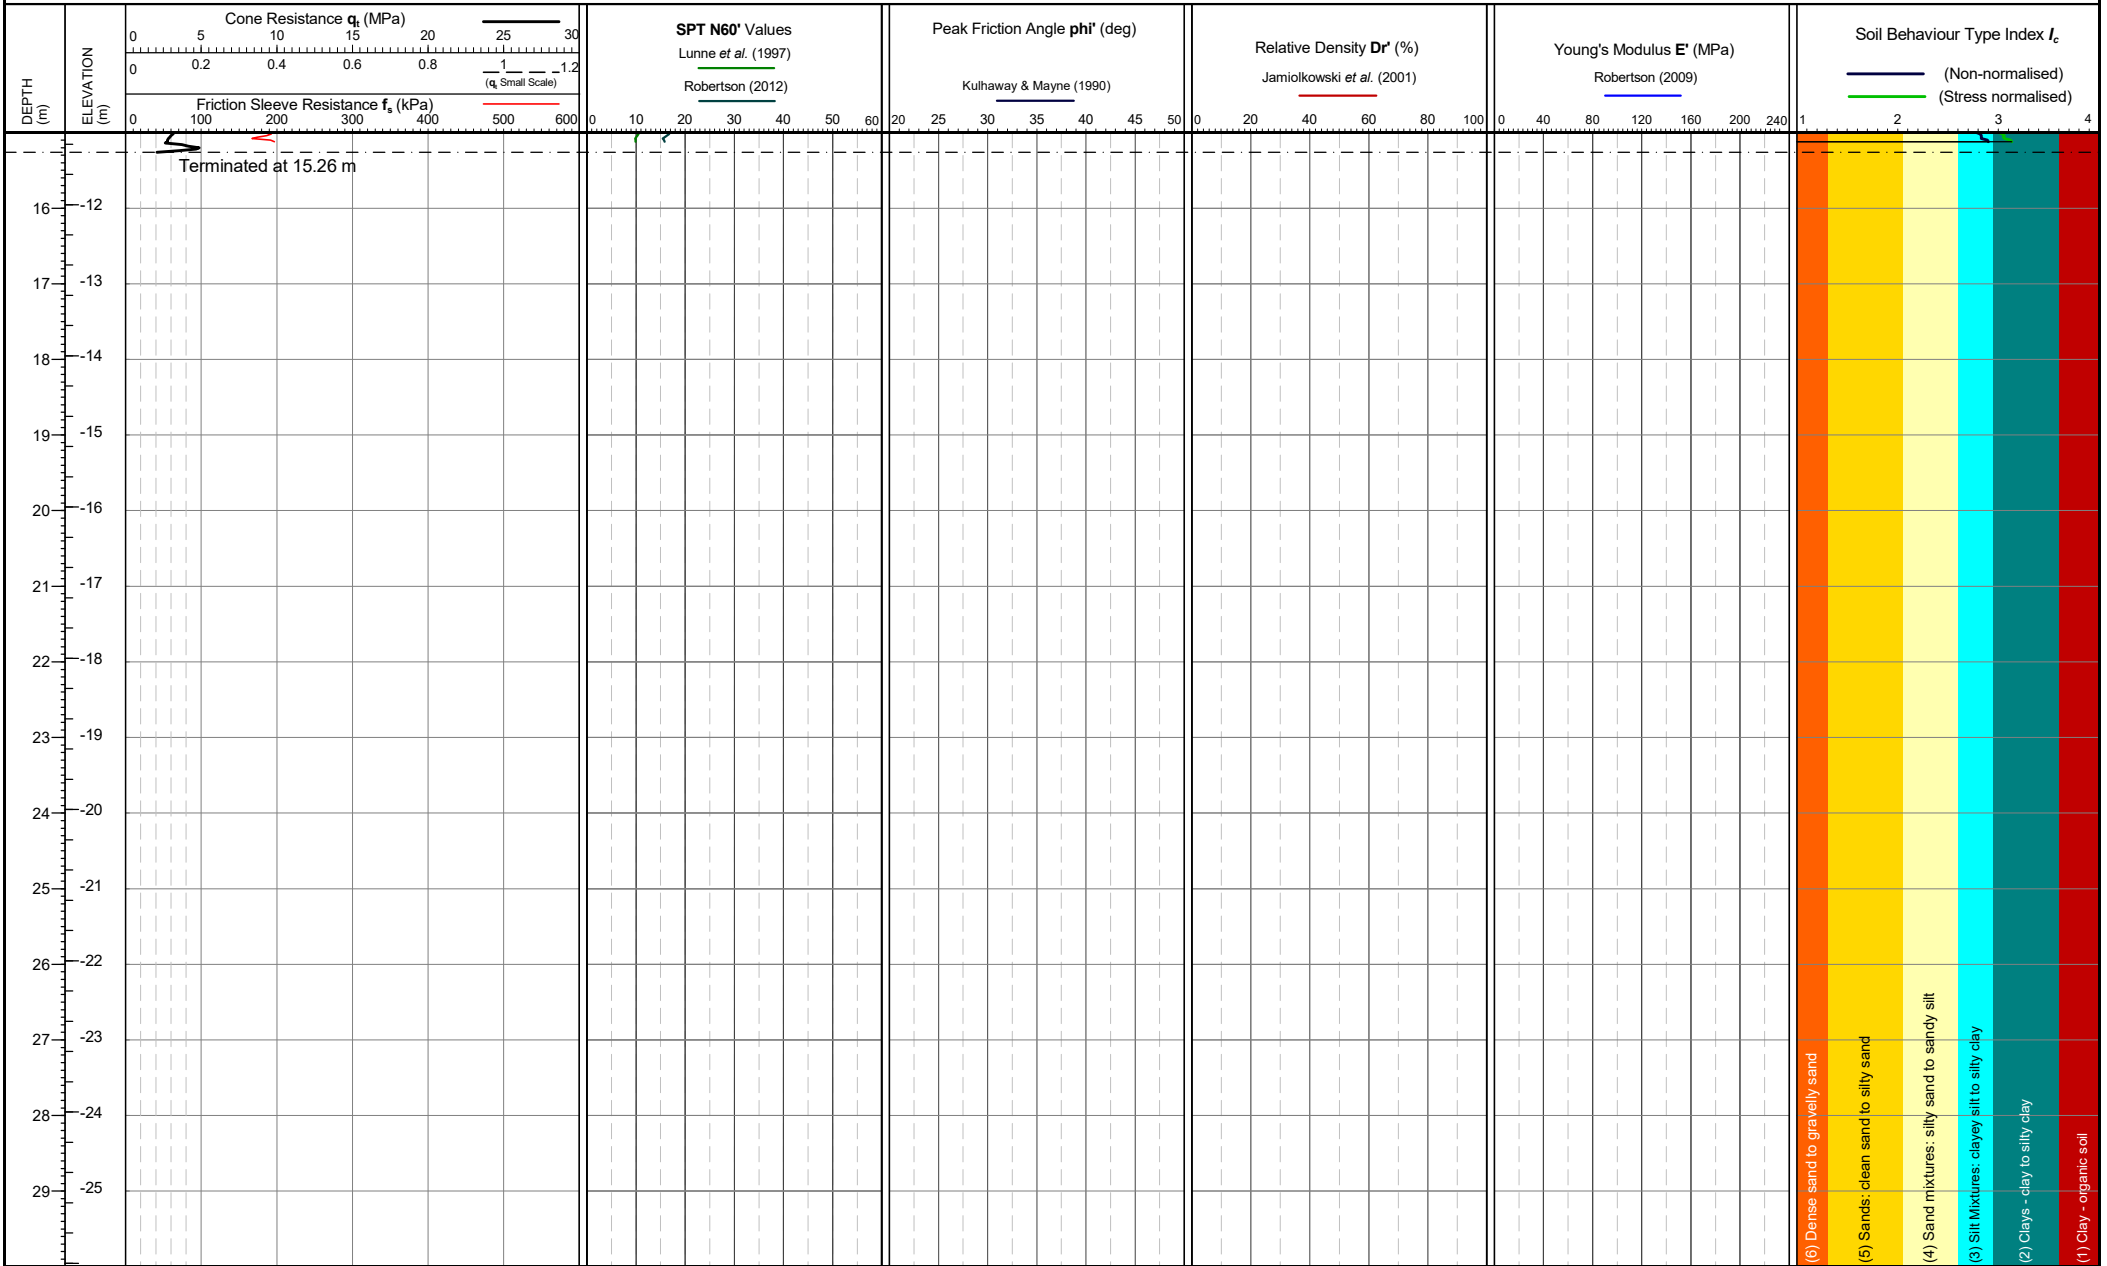 DEPTH
(m)
ELEVATION
(m)
Cone Resistance qt (MPa)
0 5 10 15 20 25 30
0 0.2 0.4 0.6 0.8 1 1.2
(qt Small Scale)
Friction Sleeve Resistance fs (kPa)
0 100 200 300 400 500 600
SPT N60' Values
Lunne et al. (1997)
Robertson (2012)
0 10 20 30 40 50 60
Peak Friction Angle phi' (deg)
Kulhaway & Mayne (1990)
20 25 30 35 40 45 50
Relative Density Dr' (%)
Jamiolkowski et al. (2001)
0 20 40 60 80 100
Young's Modulus E' (MPa)
Robertson (2009)
0 40 80 120 160 200 240
Soil Behaviour Type Index Ic
(Non-normalised)
(Stress normalised)
1 2 3 4
Terminated at 15.26 m
16 -12
17 -13
18 -14
19 -15
20 -16
21 -17
22 -18
23 -19
24 -20
25 -21
26 -22
27 -23
28 -24
29 -25
(6) Dense sand to gravelly sand
(5) Sands: clean sand to silty sand
(4) Sand mixtures: silty sand to sandy silt
(3) Silt Mixtures: clayey silt to silty clay
(2) Clays - clay to silty clay
(1) Clay - organic soil